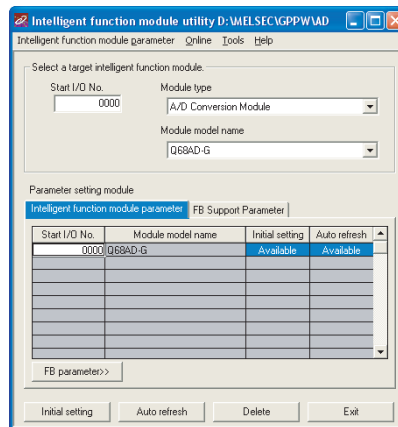 Intelligent function module utility D:\MELSEC\GPPW\AD
Intelligent function module parameter Online Tools Help
Select a target intelligent function module.
Start I/O No. Module type
0000 A/D Conversion Module
Module model name
Q68AD-G
Parameter setting module
Intelligent function module parameter FB Support Parameter
Start I/O No. Module model name Initial setting Auto refresh
0000 Q68AD-G Available Available
FB parameter>>
Initial setting Auto refresh Delete Exit